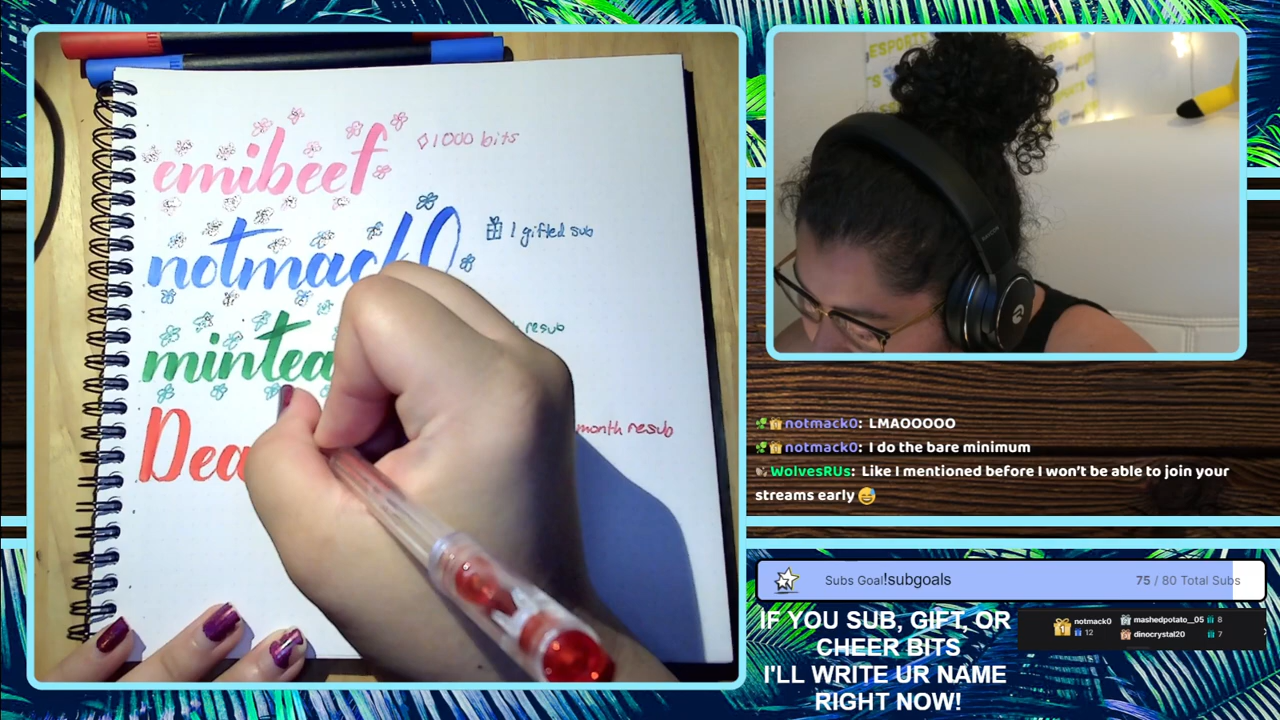 emibeef
1000 bits
notmack0
1 gifted sub
mintea
resub
Dea
month resub
ESPORTS
notmack0: LMAOOOOO
notmack0: I do the bare minimum
WolvesRUs: Like I mentioned before I won't be able to join your
streams early 😅
Subs Goal!subgoals 75 / 80 Total Subs
IF YOU SUB, GIFT, OR
CHEER BITS
I'LL WRITE UR NAME
RIGHT NOW!
1 notmack0 12
mashedpotato__05 8
dinocrystal20 7